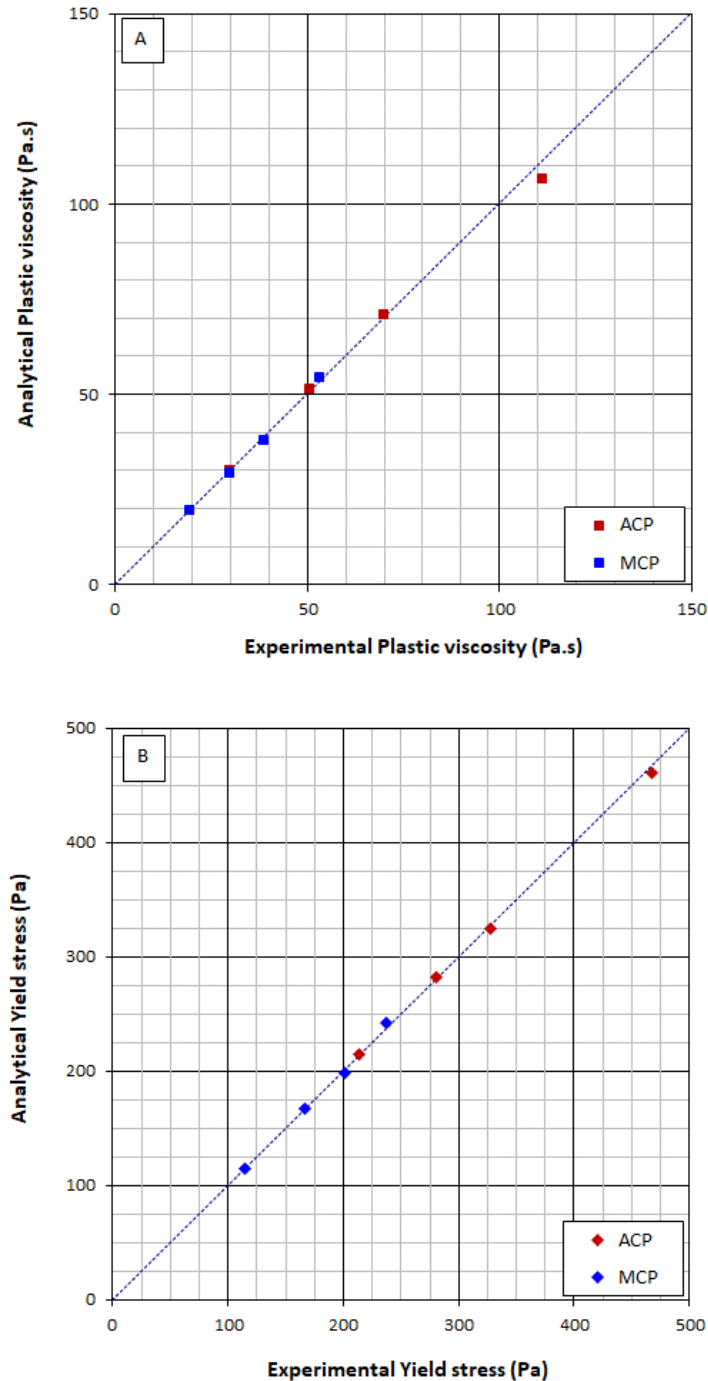 A
150
100
50
0
Analytical Plastic viscosity (Pa.s)
ACP
MCP
0 50 100 150
Experimental Plastic viscosity (Pa.s)
B
500
400
300
200
100
0
Analytical Yield stress (Pa)
ACP
MCP
0 100 200 300 400 500
Experimental Yield stress (Pa)